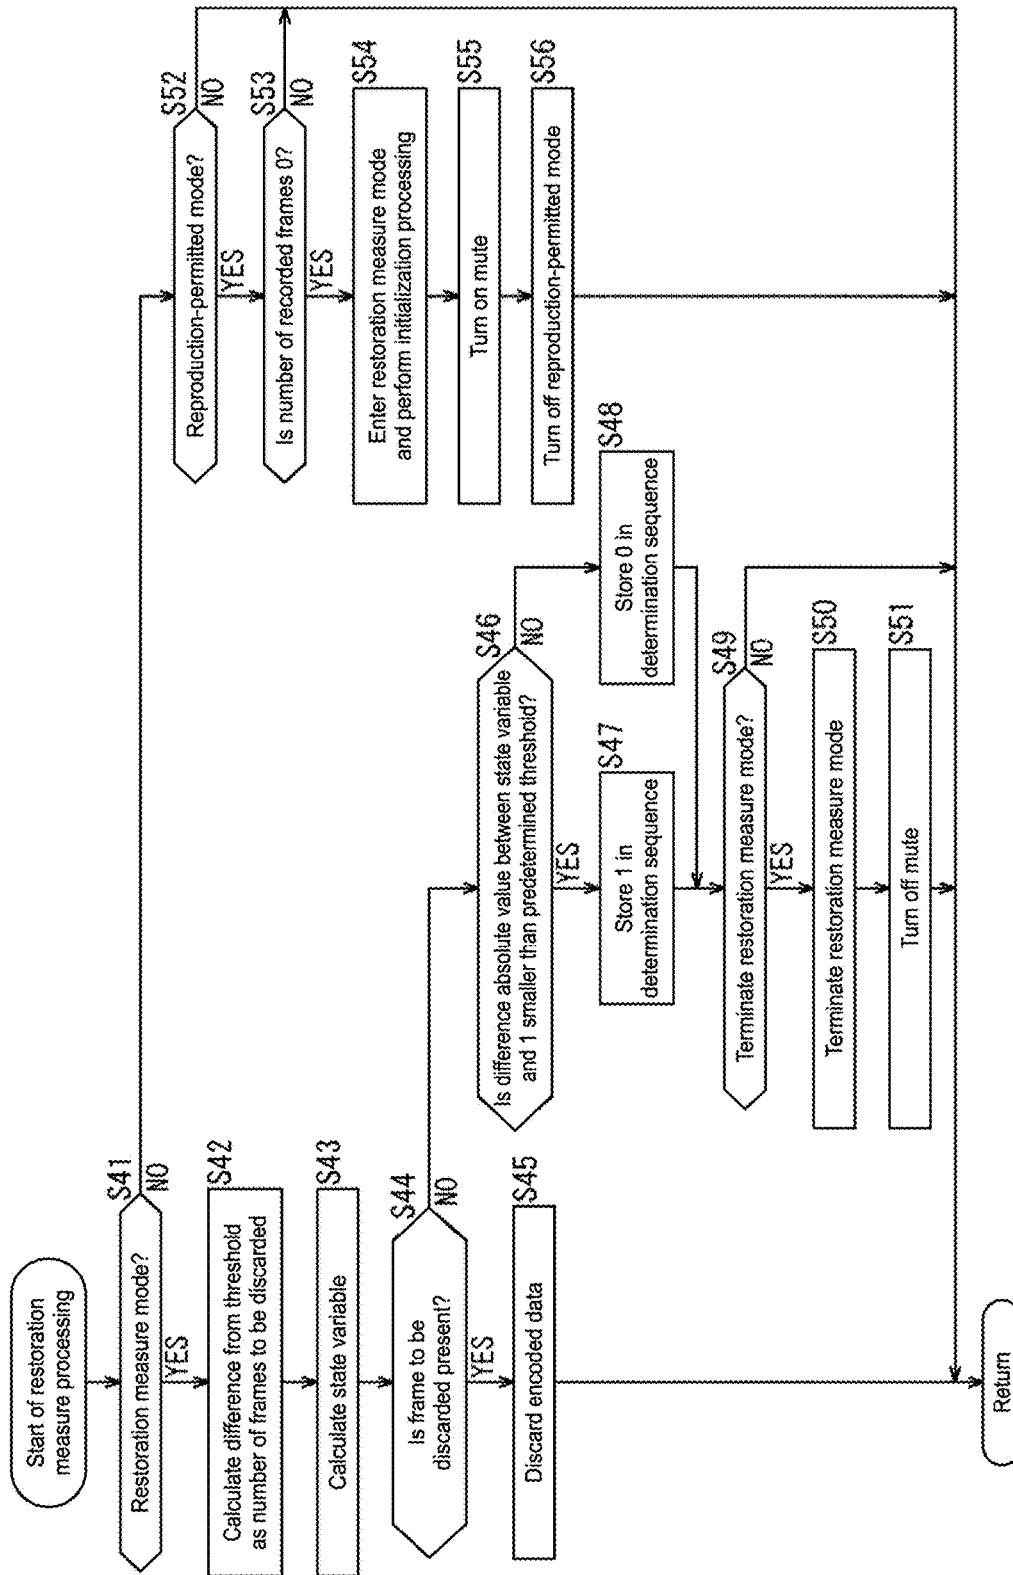 Start of restoration
measure processing
S41
Restoration measure mode?
NO
YES
S42
Calculate difference from threshold
as number of frames to be discarded
S43
Calculate state variable
S44
Is frame to be
discarded present?
NO
YES
S45
Discard encoded data
S46
Is difference absolute value between state variable
and 1 smaller than predetermined threshold?
NO
YES
S47
Store 1 in
determination sequence
S48
Store 0 in
determination sequence
S49
Terminate restoration measure mode?
NO
YES
S50
Terminate restoration measure mode
S51
Turn off mute
S52
Reproduction-permitted mode?
NO
YES
S53
Is number of recorded frames 0?
NO
YES
S54
Enter restoration measure mode
and perform initialization processing
S55
Turn on mute
S56
Turn off reproduction-permitted mode
Return